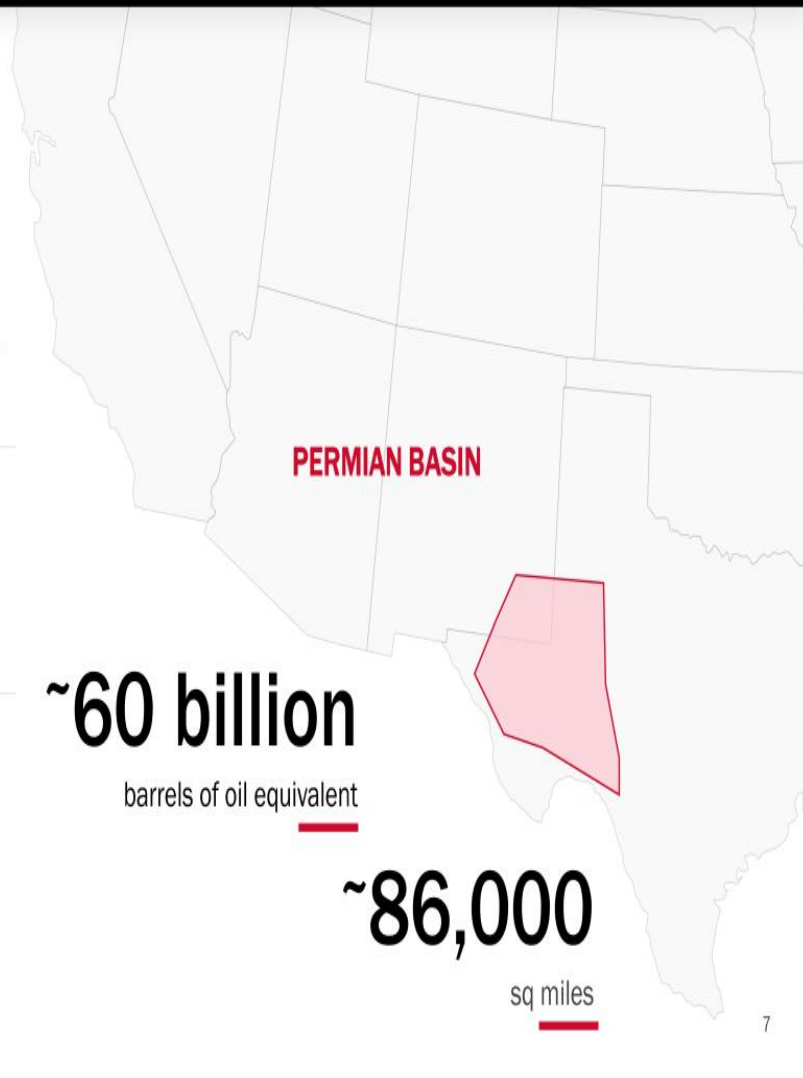 PERMIAN BASIN
~60 billion
barrels of oil equivalent
~86,000
sq miles
7